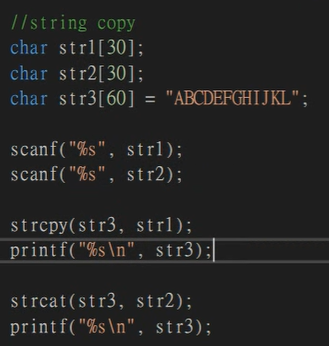 //string copy
char str1[30];
char str2[30];
char str3[60] = "ABCDEFGHIJKL";
scanf("%s", str1);
scanf("%s", str2);
strcpy(str3, str1);
printf("%s\n", str3);
strcat(str3, str2);
printf("%s\n", str3);